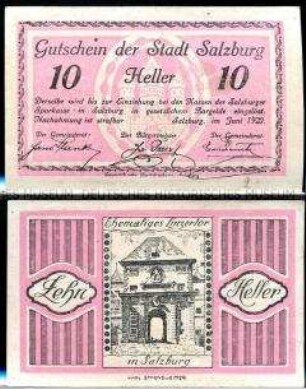 Gutschein der Stadt Salzburg
10 Heller 10
Derselbe wird bis zur Einziehung bei den Kassen der Salzburger
Sparkasse in Salzburg in gesetzlichem Bargelde eingelöst.
Nachahmung ist strafbar Salzburg, im Juni 1920.
Der Gemeinderat: Der Bürgermeister: Der Gemeinderat:
Ehemaliges Linzertor
Zehn Heller
in Salzburg